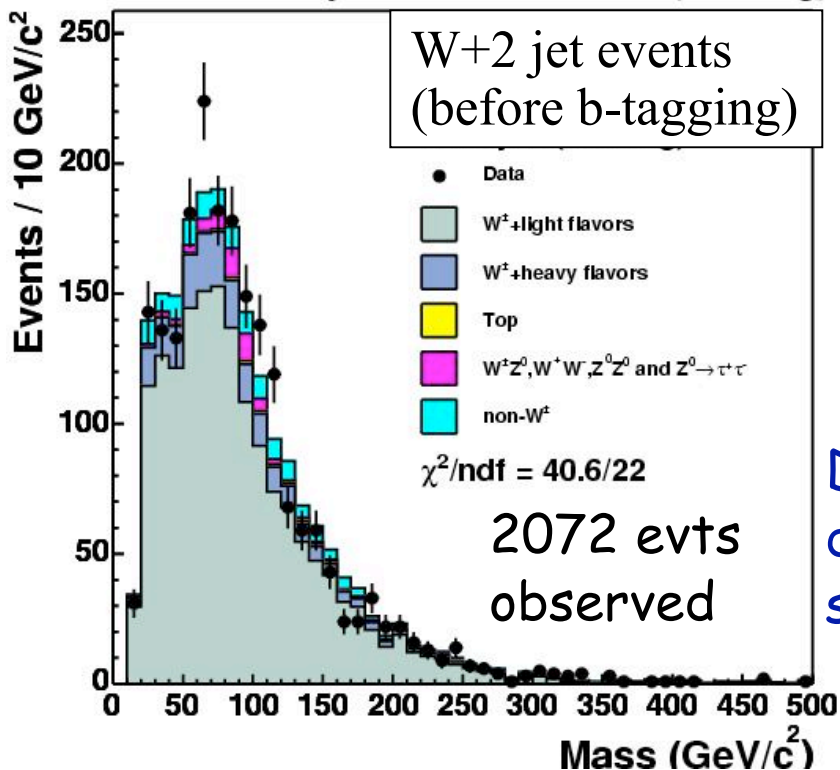 W+2 jet events
(before b-tagging)
Events / 10 GeV/c²
250
200
150
100
50
0
Data
W±+light flavors
W±+heavy flavors
Top
W±Z⁰,W⁺W⁻,Z⁰Z⁰ and Z⁰→τ⁺τ⁻
non-W±
χ²/ndf = 40.6/22
2072 evts
observed
0 50 100 150 200 250 300 350 400 450 500
Mass (GeV/c²)